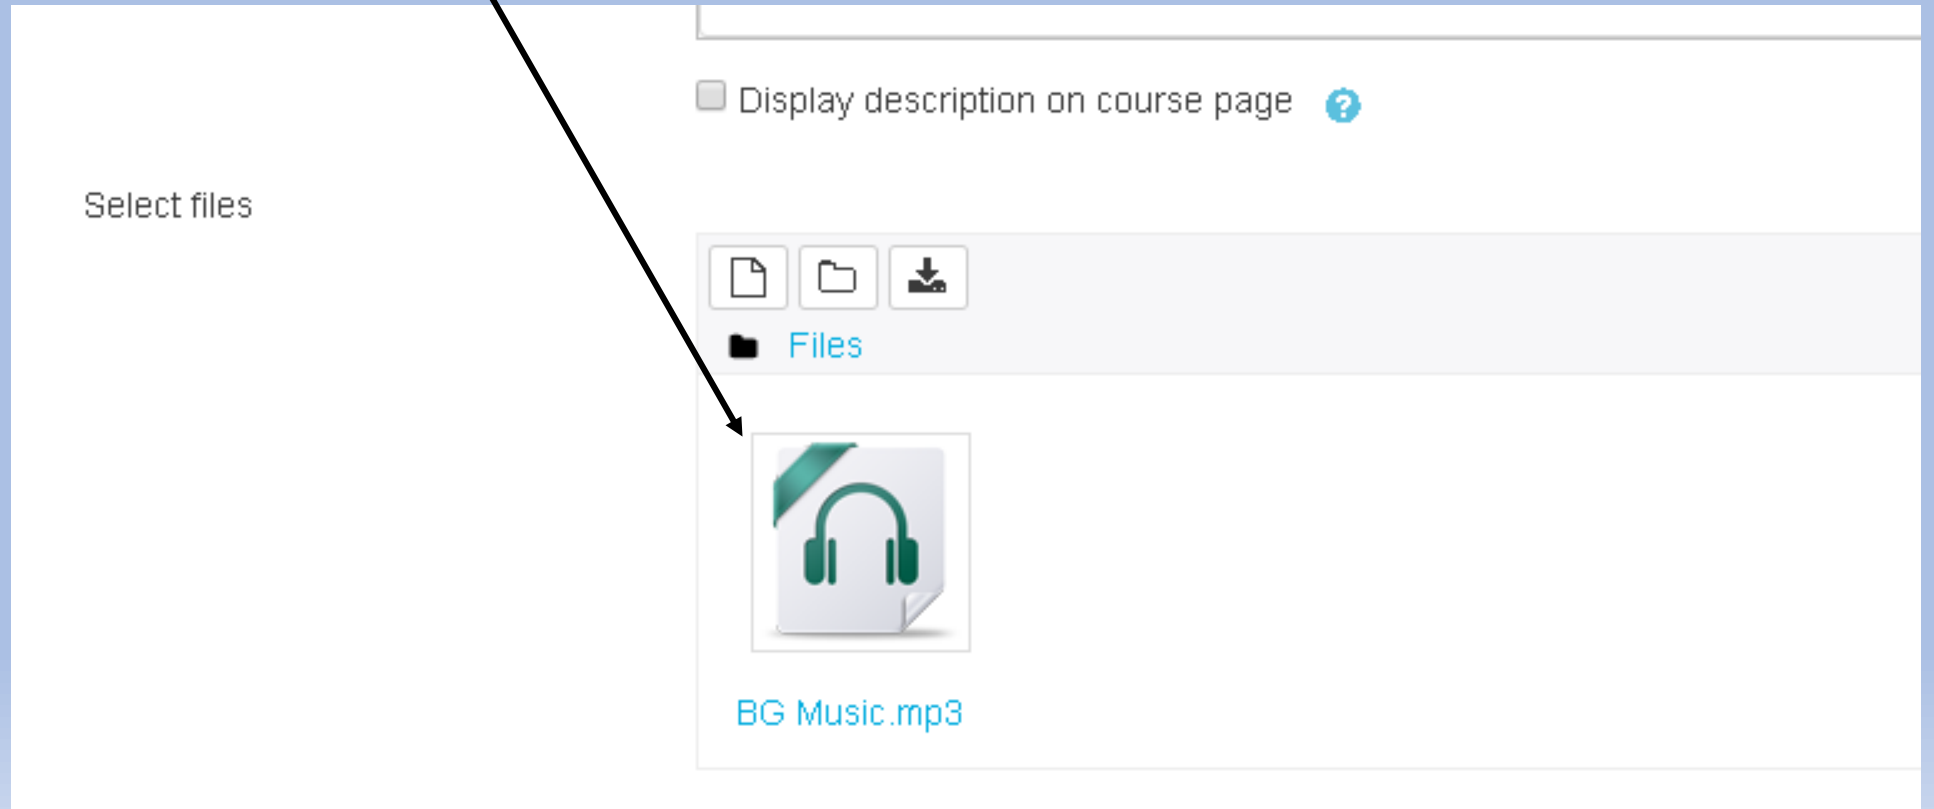 Display description on course page
Select files
Files
BG Music.mp3